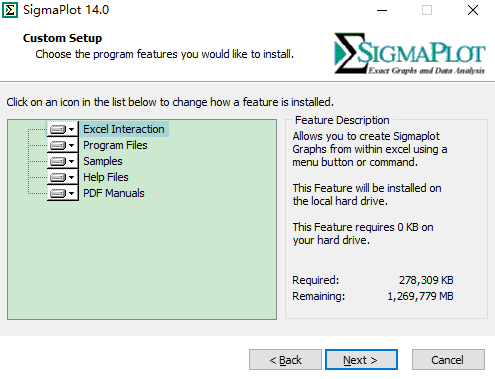 SigmaPlot 14.0
Custom Setup
Choose the program features you would like to install.
SIGMAPLOT
Exact Graphs and Data Analysis
Click on an icon in the list below to change how a feature is installed.
Excel Interaction
Program Files
Samples
Help Files
PDF Manuals
Feature Description
Allows you to create Sigmaplot
Graphs from within excel using a
menu button or command.
This Feature will be installed on
the local hard drive.
This Feature requires 0 KB on
your hard drive.
Required: 278,309 KB
Remaining: 1,269,779 MB
< Back
Next >
Cancel